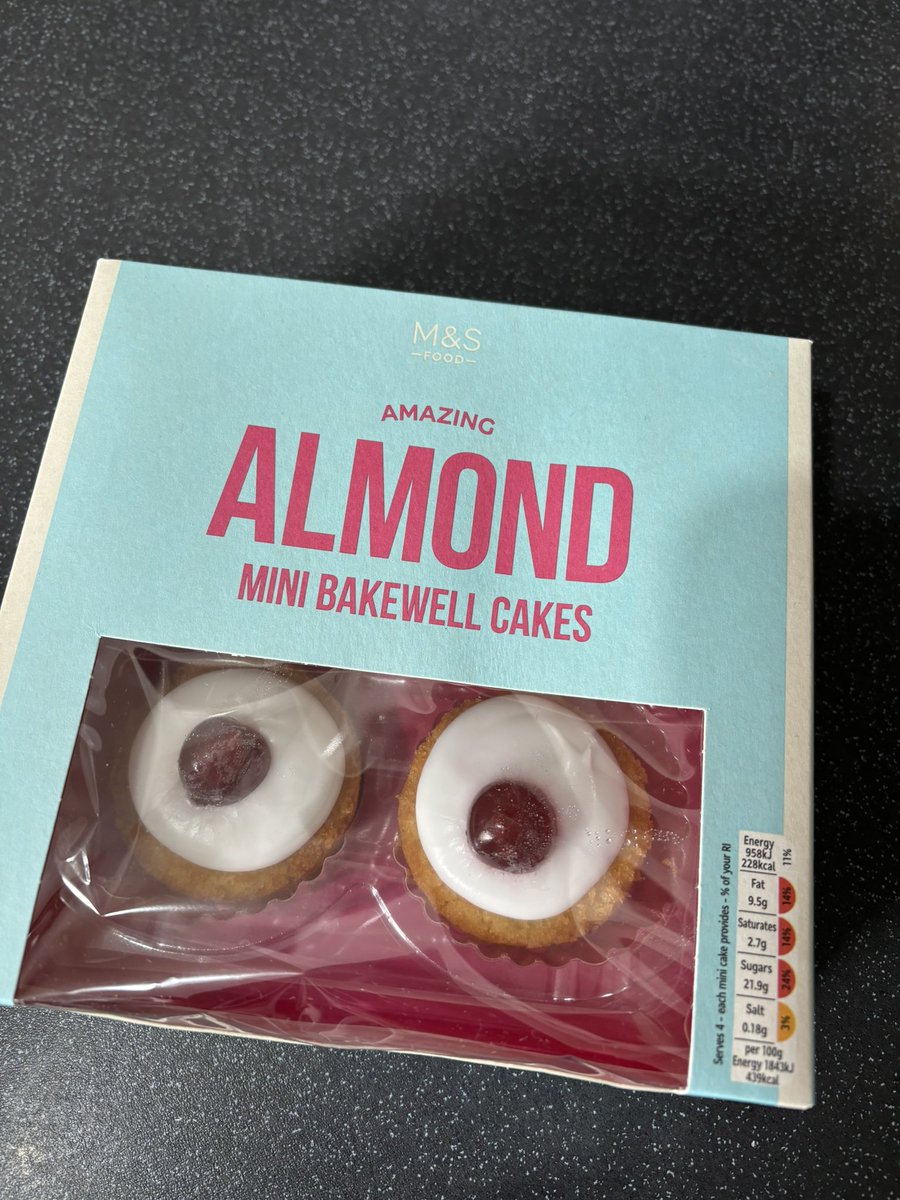 M&S
FOOD
AMAZING
ALMOND
MINI BAKEWELL CAKES
Serves 4 - each mini cake provides - % of your RI
Energy
958kJ
228kcal
11%
Fat
9.5g
14%
Saturates
2.7g
14%
Sugars
21.9g
24%
Salt
0.18g
3%
per 100g
Energy 1843kJ
439kcal